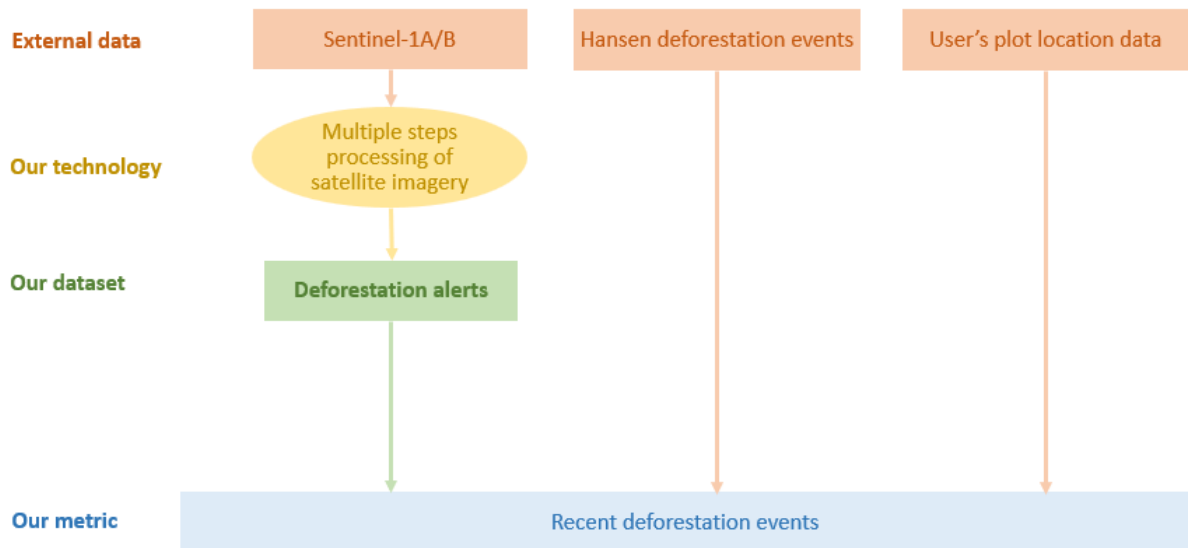 External data
Sentinel-1A/B
Hansen deforestation events
User's plot location data
Our technology
Multiple steps
processing of
satellite imagery
Our dataset
Deforestation alerts
Our metric
Recent deforestation events